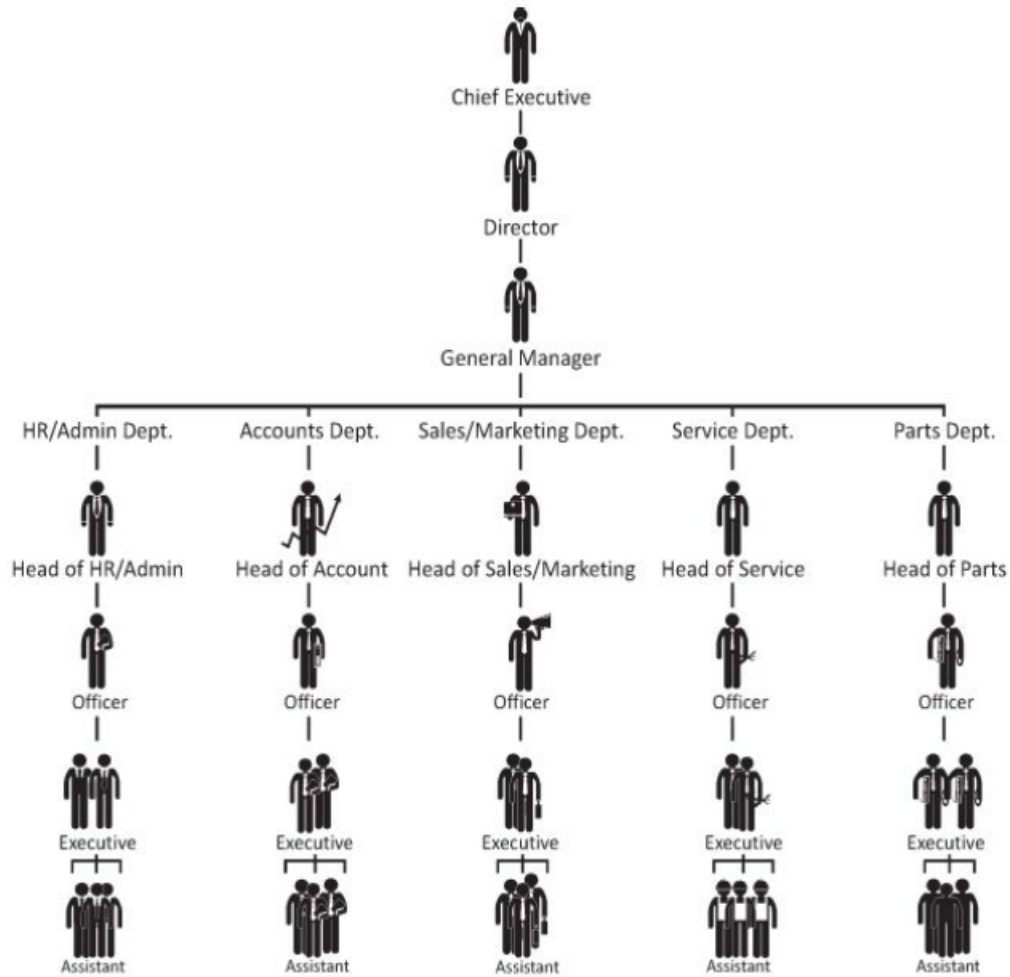 Chief Executive
Director
General Manager
HR/Admin Dept. Accounts Dept. Sales/Marketing Dept. Service Dept. Parts Dept.
Head of HR/Admin Head of Account Head of Sales/Marketing Head of Service Head of Parts
Officer Officer Officer Officer Officer
Executive Executive Executive Executive Executive
Assistant Assistant Assistant Assistant Assistant